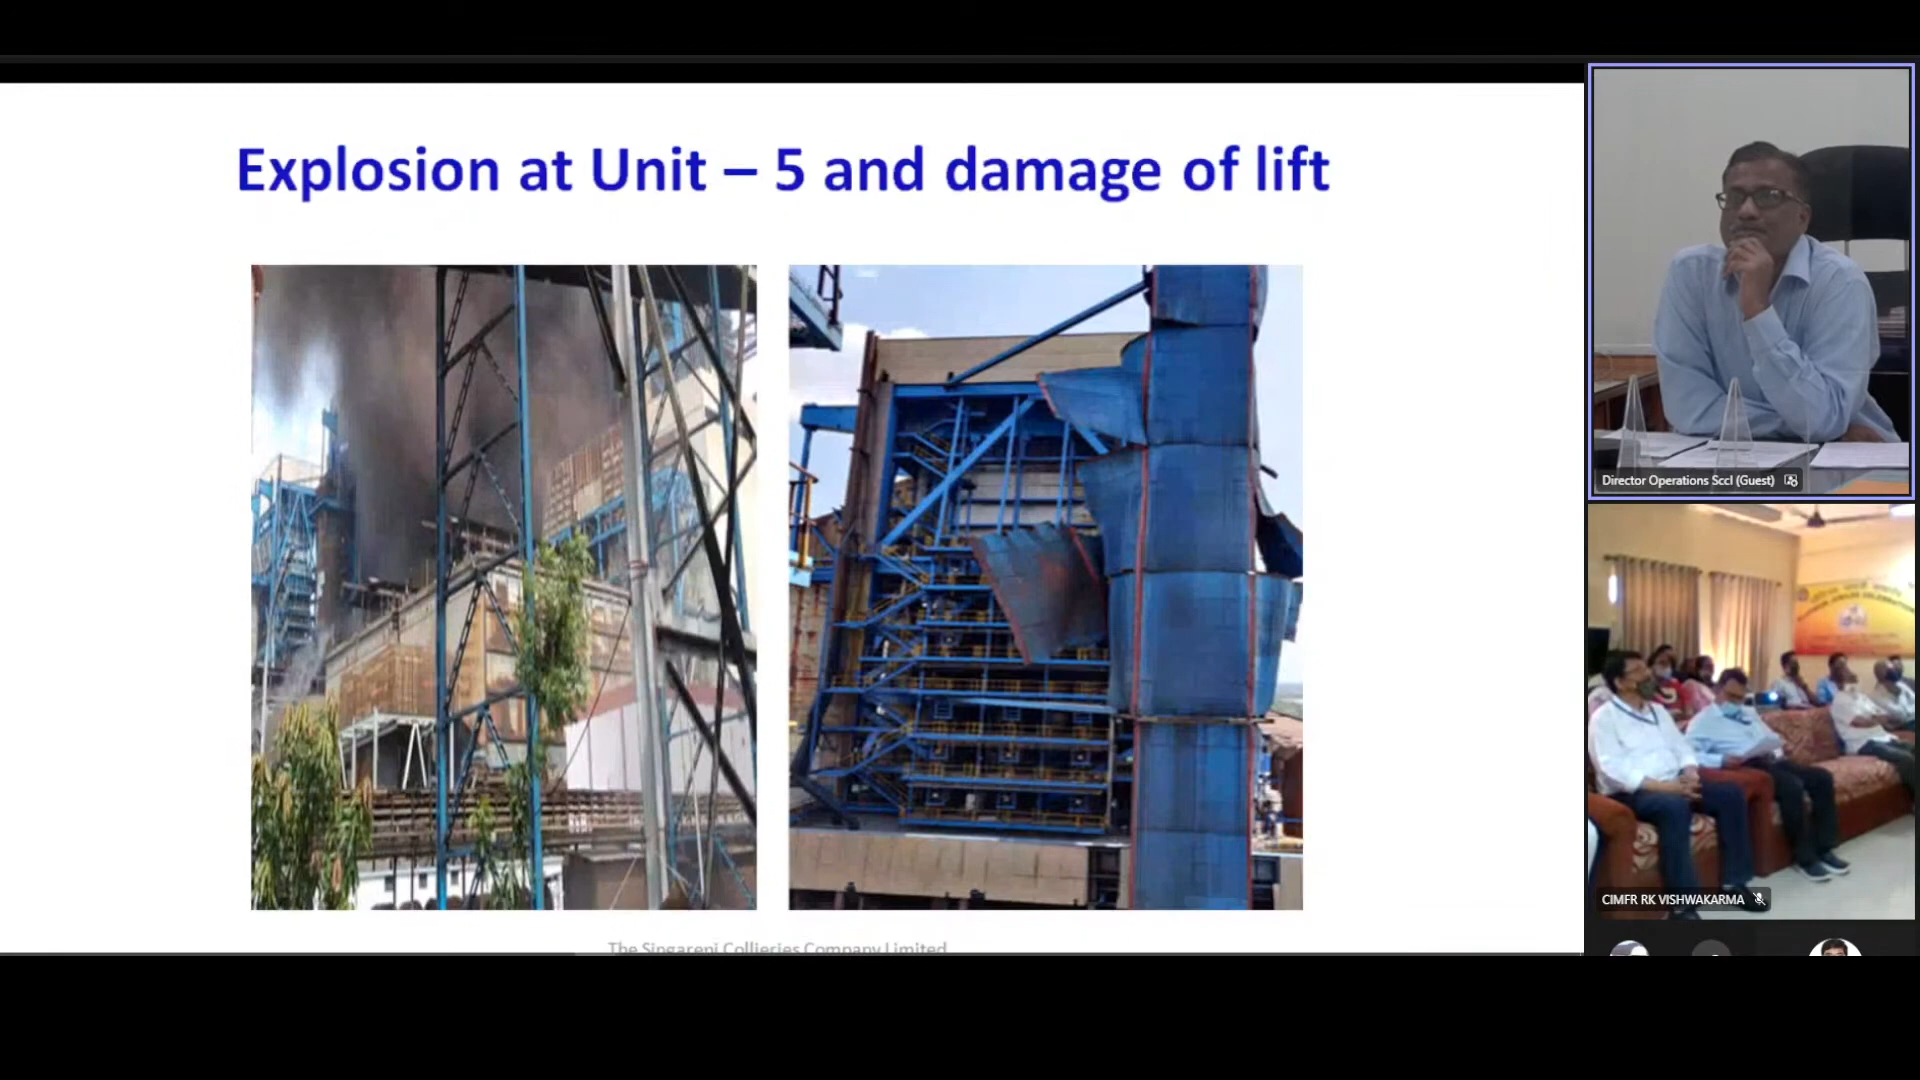 Explosion at Unit – 5 and damage of lift
The Singareni Collieries Company Limited
Director Operations Sccl (Guest)
CIMFR RK VISHWAKARMA